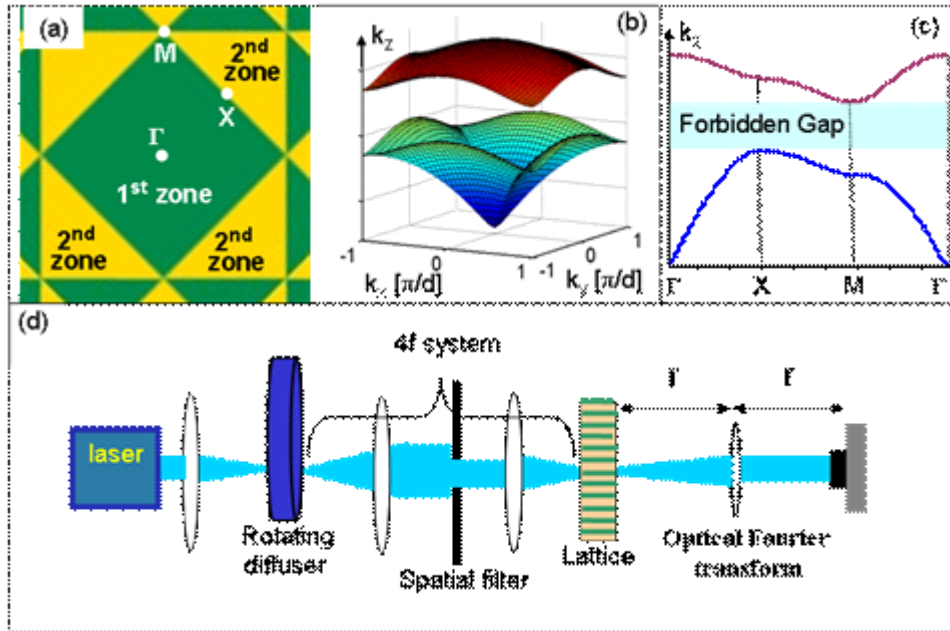 (a)
M
2nd
zone
X
Γ
1st zone
2nd
zone
2nd
zone
(b)
kz
-1
0
1
kx [π/d]
-1
0
1
ky [π/d]
(c)
kz
Forbidden Gap
Γ
X
M
Γ
(d)
4f system
f
f
laser
Rotating
diffuser
Spatial filter
Lattice
Optical Fourier
transform